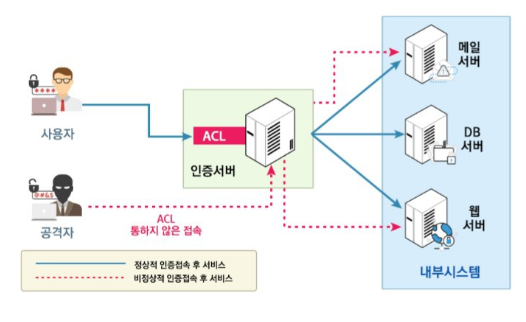 사용자
공격자
ACL
인증서버
ACL
통하지 않은 접속
메일
서버
DB
서버
웹
서버
내부시스템
정상적 인증접속 후 서비스
비정상적 인증접속 후 서비스